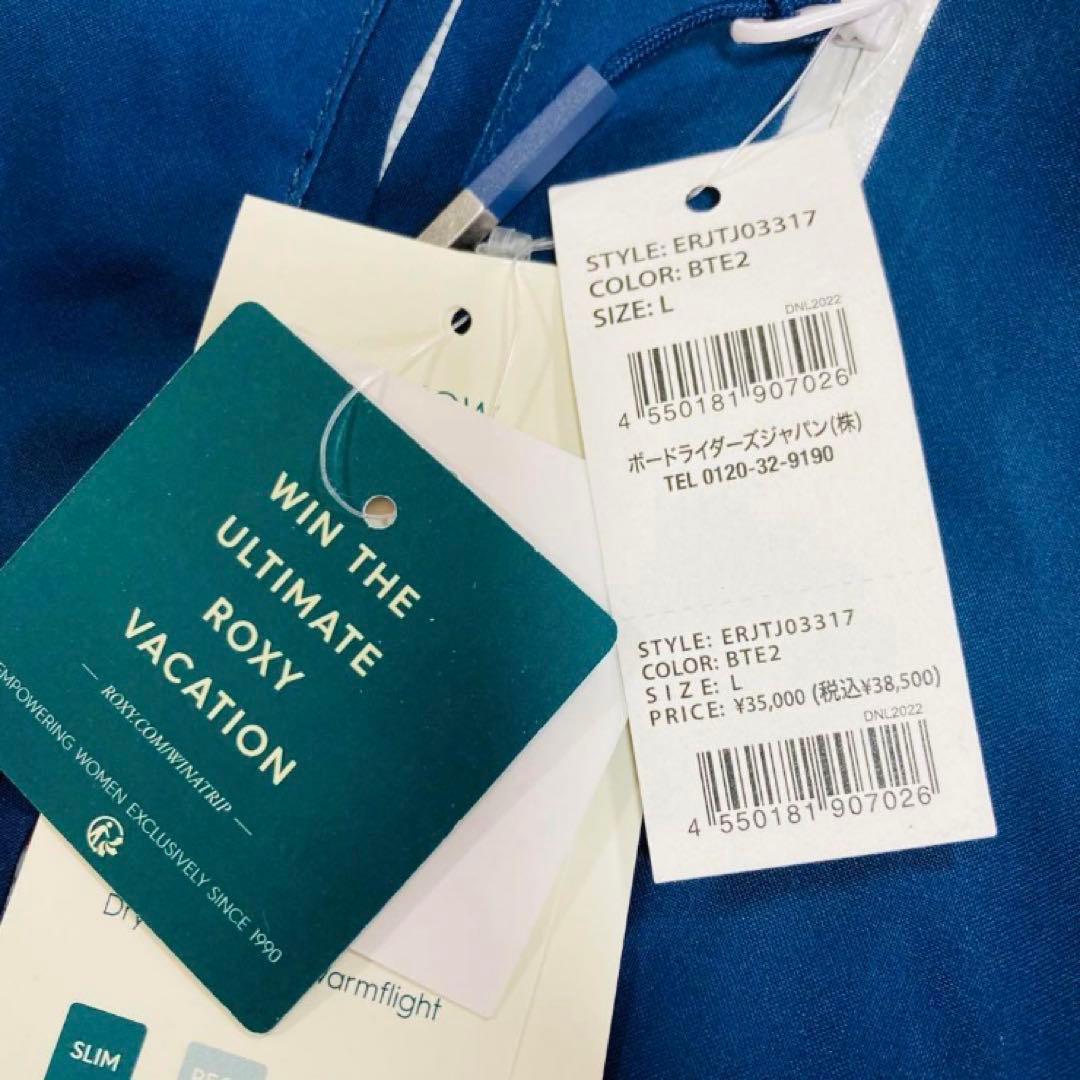 STYLE: ERJTJ03317
COLOR: BTE2
SIZE: L
DNL2022
4 550181 907026
ボードライダーズジャパン(株)
TEL 0120-32-9190
STYLE: ERJTJ03317
COLOR: BTE2
SIZE: L
PRICE: ¥35,000 (税込¥38,500)
DNL2022
4 550181 907026
WIN THE
ULTIMATE
ROXY
VACATION
— ROXY.COM/WINATRIP —
EMPOWERING WOMEN EXCLUSIVELY SINCE 1990
warmflight
SLIM